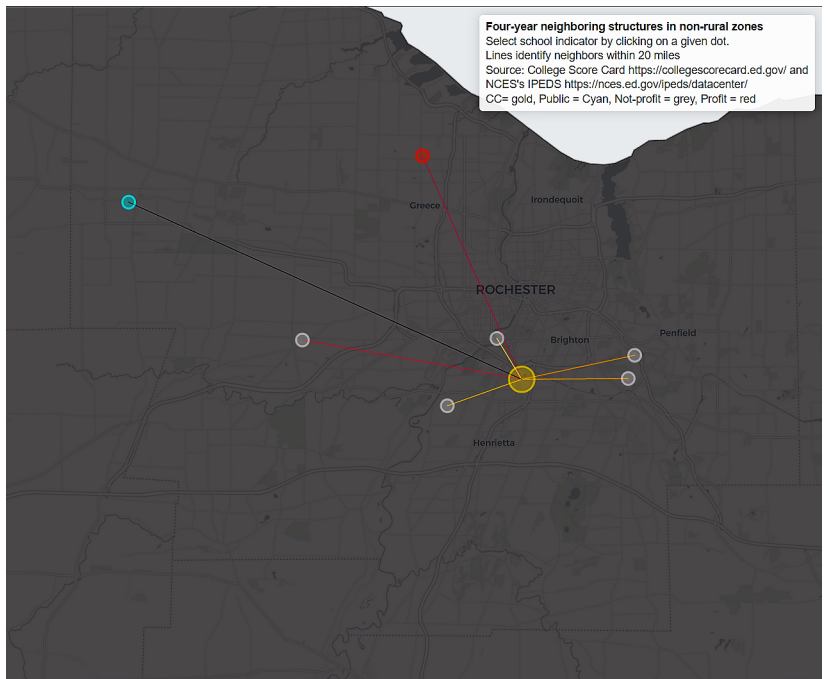 Four-year neighboring structures in non-rural zones
Select school indicator by clicking on a given dot.
Lines identify neighbors within 20 miles
Source: College Score Card https://collegescorecard.ed.gov/ and
NCES's IPEDS https://nces.ed.gov/ipeds/datacenter/
CC= gold, Public = Cyan, Not-profit = grey, Profit = red
Irondequoit
Greece
ROCHESTER
Penfield
Brighton
Henrietta